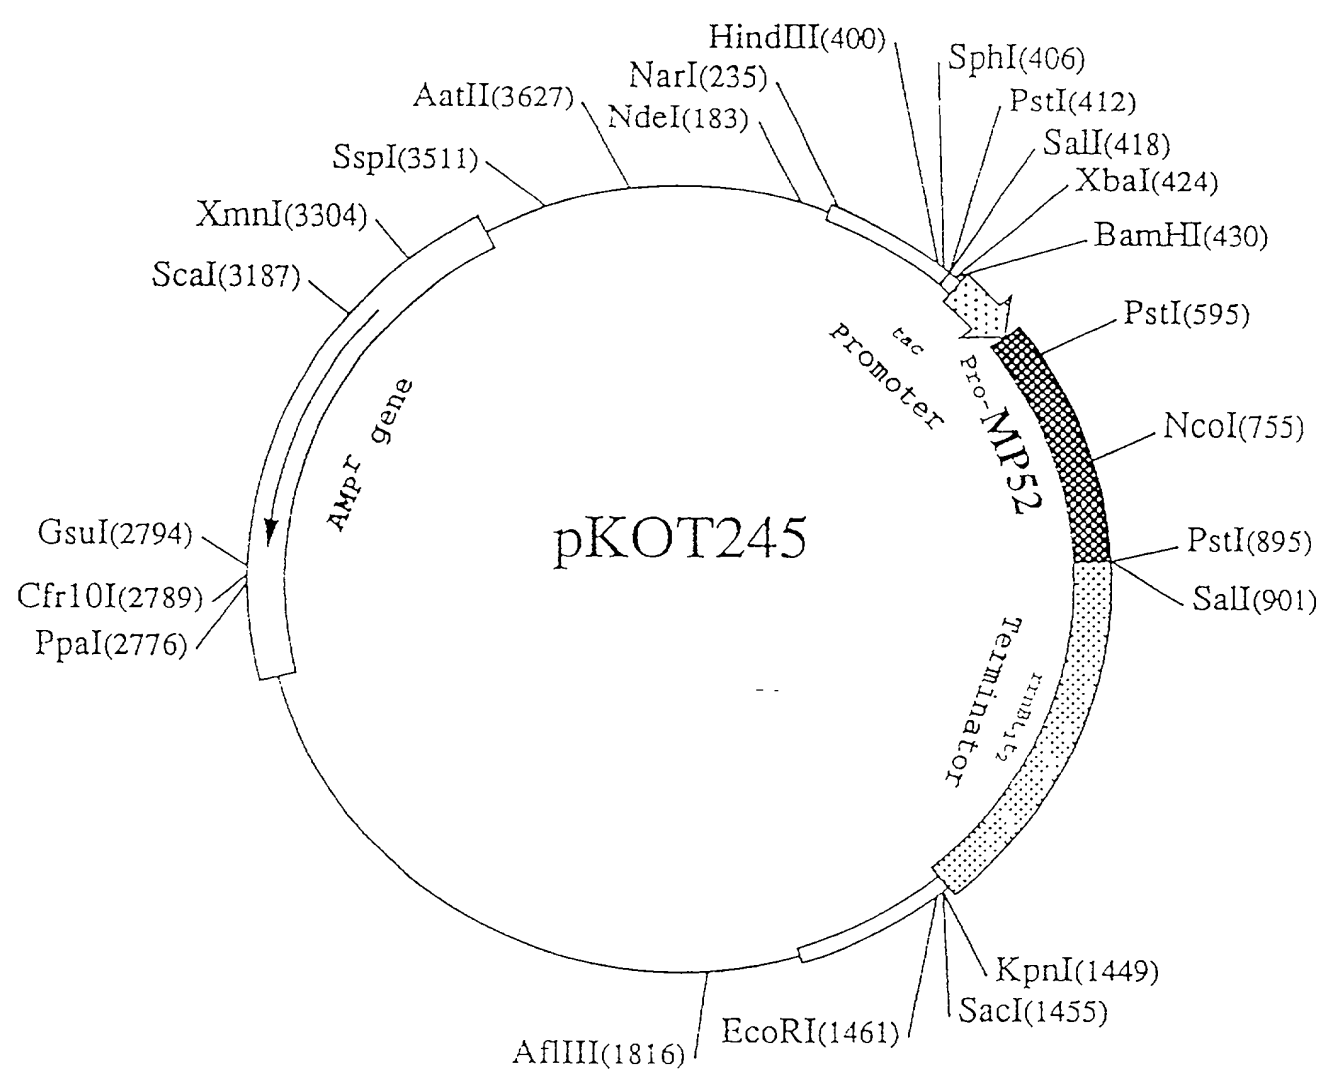 HindIII(400)
SphI(406)
NarI(235)
PstI(412)
AatII(3627)
NdeI(183)
SalI(418)
SspI(3511)
XbaI(424)
XmnI(3304)
BamHI(430)
ScaI(3187)
PstI(595)
tac
promoter
Pro-MP52
AMPr gene
NcoI(755)
GsuI(2794)
pKOT245
PstI(895)
Cfr10I(2789)
SalI(901)
PpaI(2776)
Terminator
rrnBt1t2
KpnI(1449)
SacI(1455)
EcoRI(1461)
AflIII(1816)